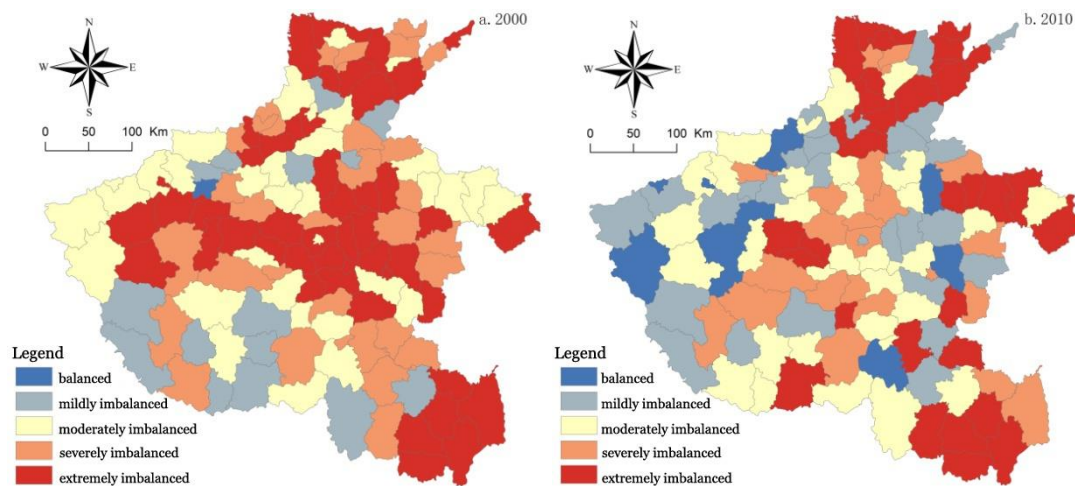 a. 2000
N
W E
S
0 50 100 Km
Legend
balanced
mildly imbalanced
moderately imbalanced
severely imbalanced
extremely imbalanced
b. 2010
N
W E
S
0 50 100 Km
Legend
balanced
mildly imbalanced
moderately imbalanced
severely imbalanced
extremely imbalanced